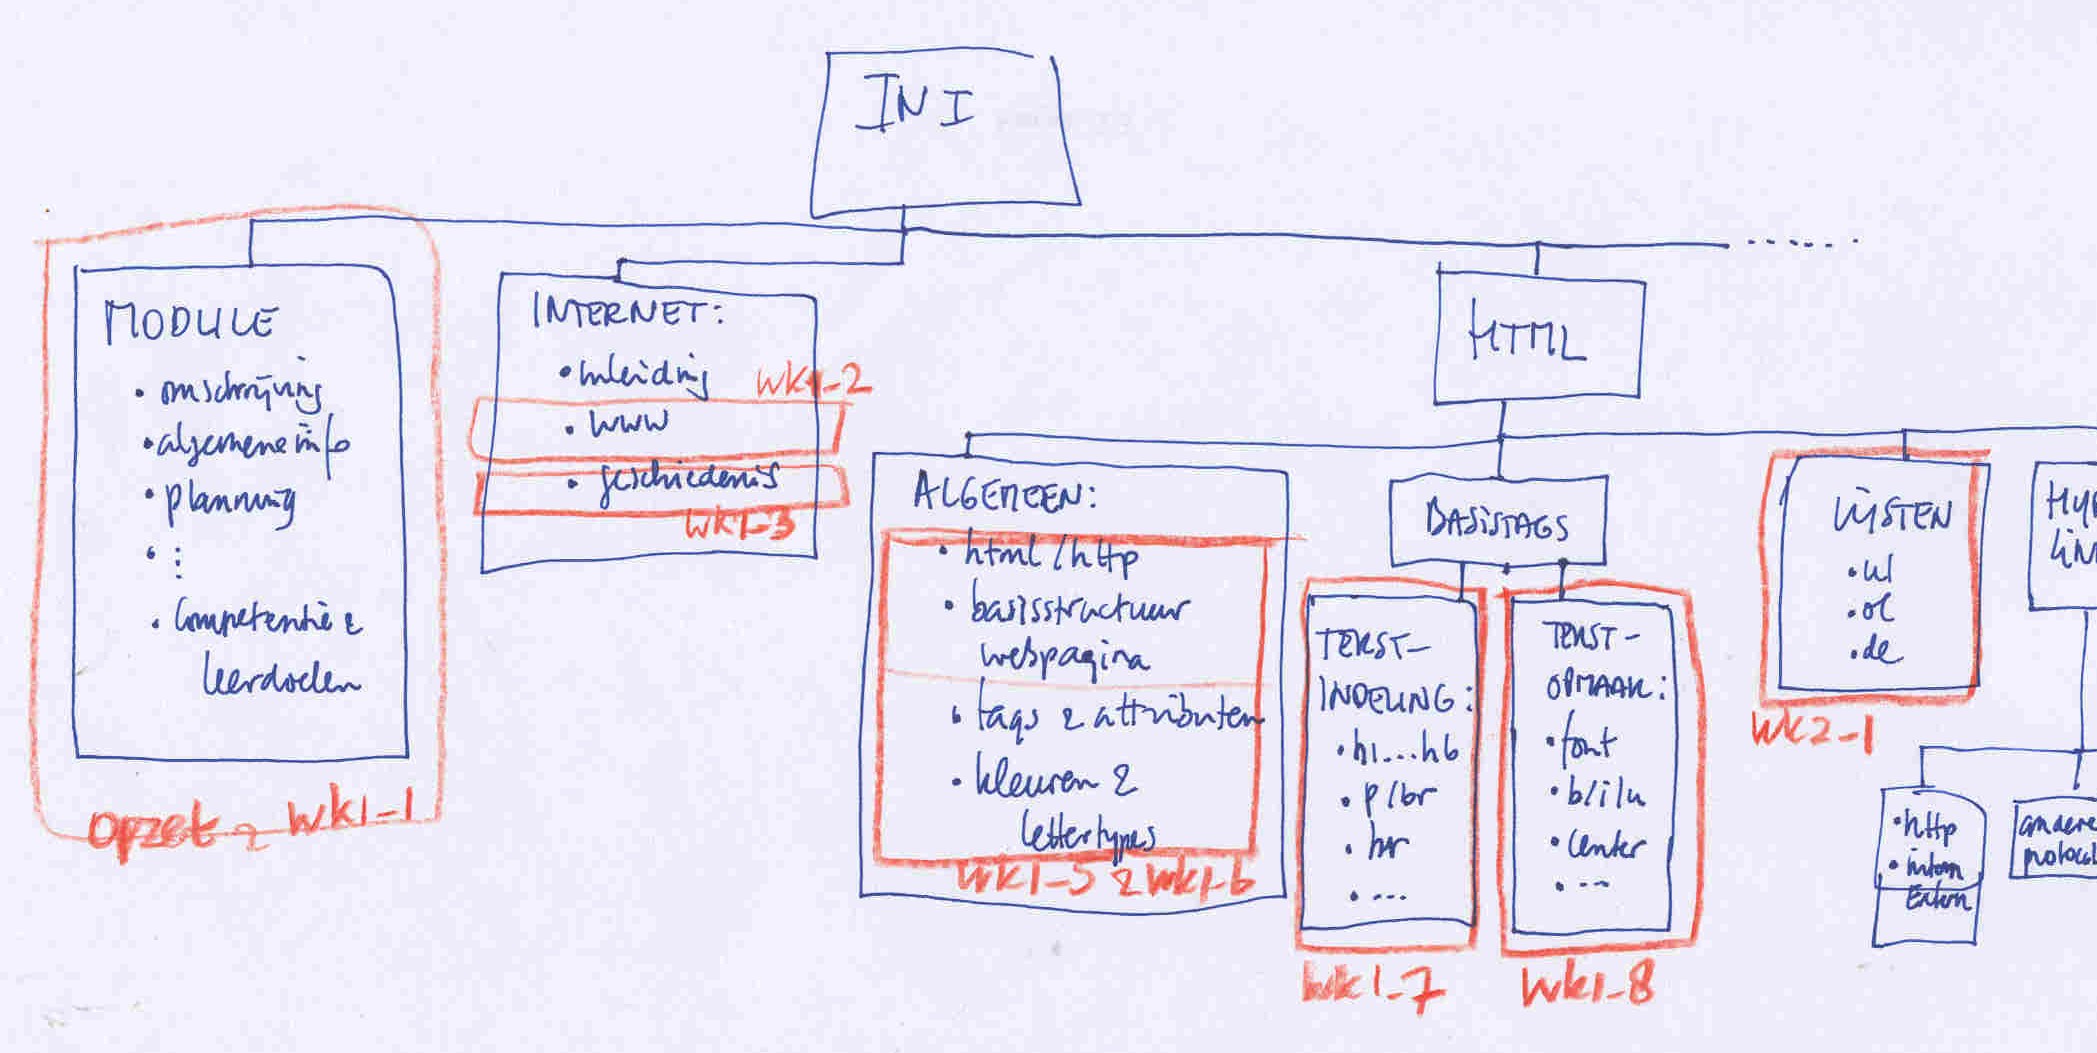 INI
MODULE
• omschrijving
• algemene info
• planning
• ⋮
• Competentie &
leerdoelen
opzet & wk1-1
INTERNET:
• inleiding
wk1-2
• www
• geschiedenis
wk1-3
HTML
ALGEMEEN:
• html/http
• basisstructuur
webpagina
• tags & attributen
• kleuren &
lettertypes
wk1-5 & wk1-6
BASISTAGS
TEKST-
INDELING:
• h1...h6
• p/br
• hr
• ...
wk1-7
TEKST-
OPMAAK:
• font
• b/i/u
• center
• ---
wk1-8
LIJSTEN
• ul
• ol
• de
wk2-1
HYP
LIN
• http
• intern
Extern
andere
protocol